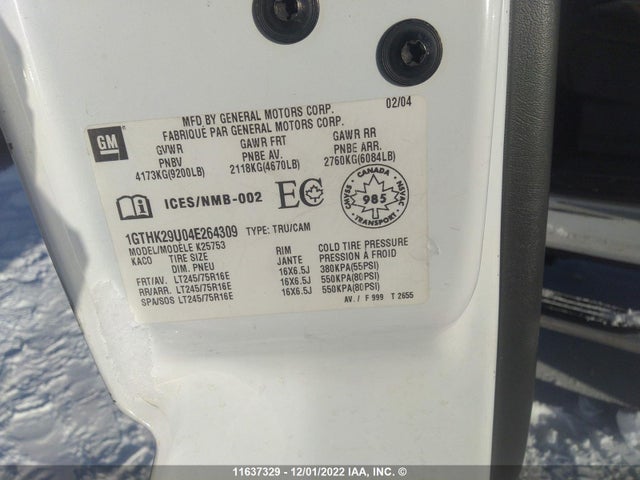 MFD BY GENERAL MOTORS CORP. 02/04
FABRIQUÉ PAR GENERAL MOTORS CORP.
GM
GVWR GAWR FRT GAWR RR
PNBV PNBE AV. PNBE ARR.
4173KG(9200LB) 2118KG(4670LB) 2760KG(6084LB)
ICES/NMB-002 EC
CANADA
985
CMVSS NSVAC
1GTHK29U04E264309 TYPE: TRU/CAM
MODEL/MODÈLE K25753
KACO TIRE SIZE RIM COLD TIRE PRESSURE
DIM. PNEU JANTE PRESSION A FROID
FRT/AV. LT245/75R16E 16X6.5J 380KPA(55PSI)
RR/ARR. LT245/75R16E 16X6.5J 550KPA(80PSI)
SPA/SOS LT245/75R16E 16X6.5J 550KPA(80PSI)
AV. / F 999 T 2655
11637329 - 12/01/2022 IAA, INC. ©